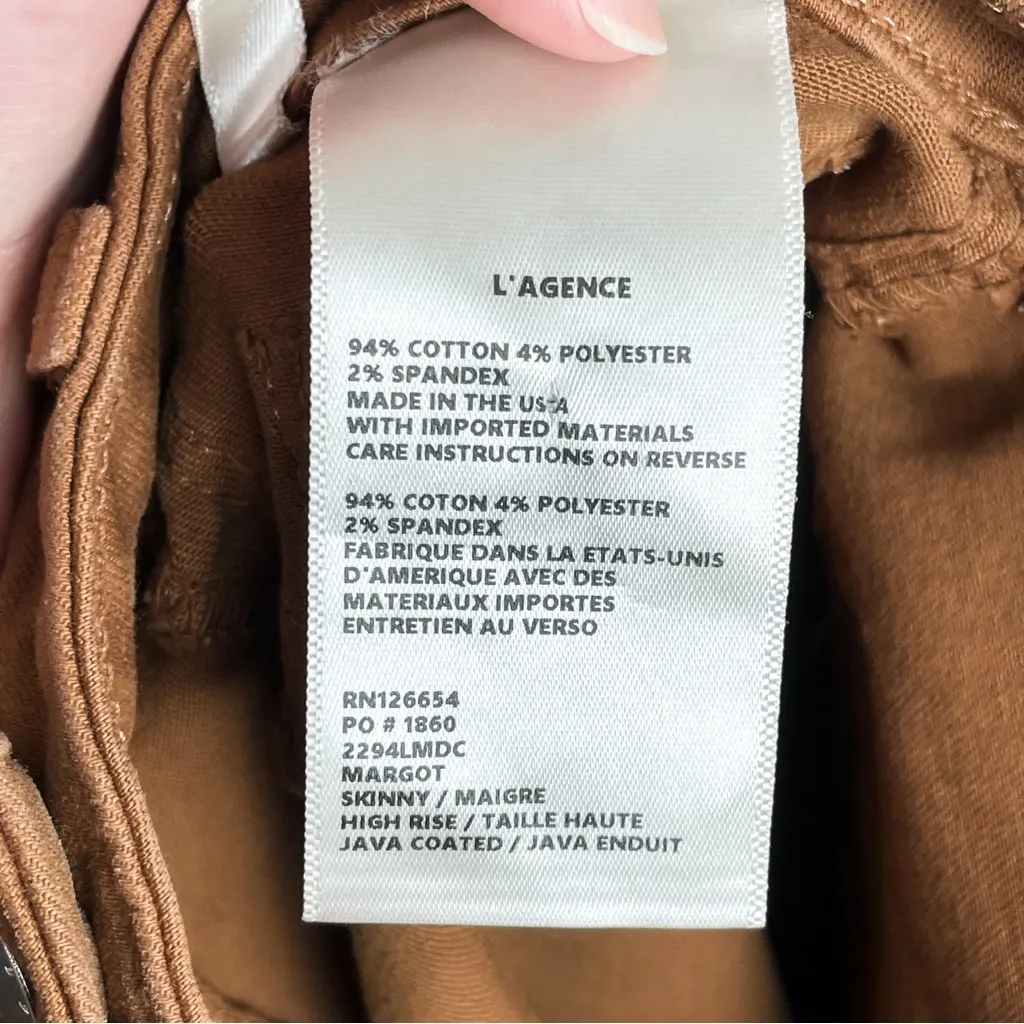 L'AGENCE
94% COTTON 4% POLYESTER
2% SPANDEX
MADE IN THE USA
WITH IMPORTED MATERIALS
CARE INSTRUCTIONS ON REVERSE
94% COTON 4% POLYESTER
2% SPANDEX
FABRIQUE DANS LA ETATS-UNIS
D'AMERIQUE AVEC DES
MATERIAUX IMPORTES
ENTRETIEN AU VERSO
RN126654
PO # 1860
2294LMDC
MARGOT
SKINNY / MAIGRE
HIGH RISE / TAILLE HAUTE
JAVA COATED / JAVA ENDUIT